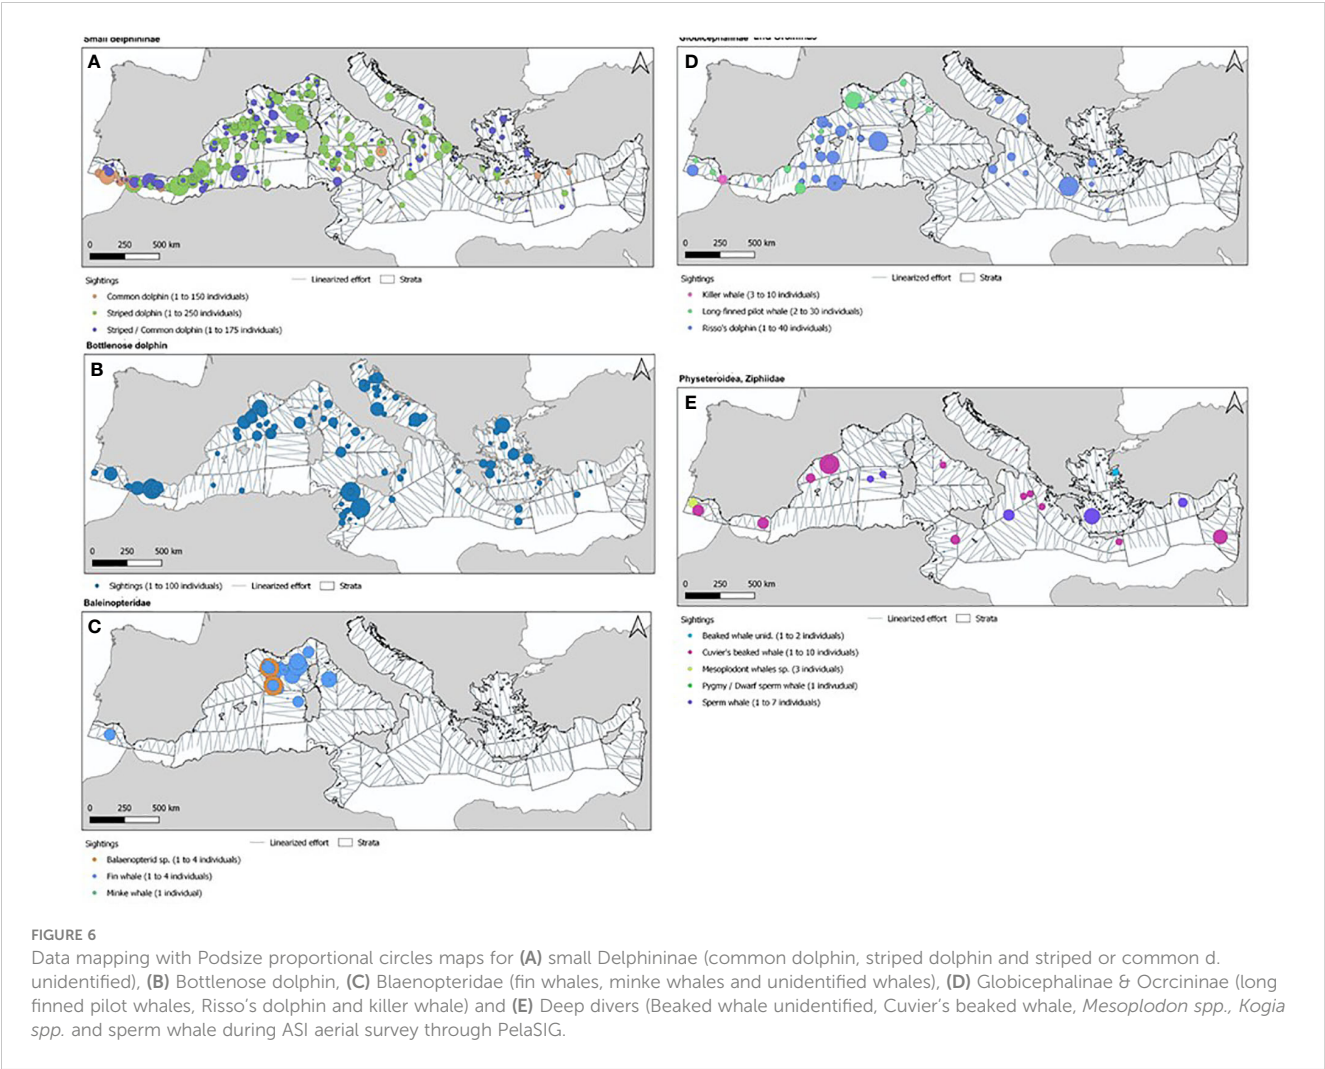 Small delphininae
A
0 250 500 km
Sightings
Linearized effort Strata
Common dolphin (1 to 150 individuals)
Striped dolphin (1 to 250 individuals)
Striped / Common dolphin (1 to 175 individuals)
Bottlenose dolphin
B
0 250 500 km
Sightings (1 to 100 individuals) Linearized effort Strata
Baleinopteridae
C
0 250 500 km
Sightings
Linearized effort Strata
Balaenopterid sp. (1 to 4 individuals)
Fin whale (1 to 4 individuals)
Minke whale (1 individual)
D
0 250 500 km
Sightings
Linearized effort Strata
Killer whale (3 to 10 individuals)
Long-finned pilot whale (2 to 30 individuals)
Risso's dolphin (1 to 40 individuals)
Physeteroidea, Ziphiidae
E
0 250 500 km
Sightings
Linearized effort Strata
Beaked whale unid. (1 to 2 individuals)
Cuvier's beaked whale (1 to 10 individuals)
Mesoplodont whales sp. (3 individuals)
Pygmy / Dwarf sperm whale (1 indivudual)
Sperm whale (1 to 7 individuals)
FIGURE 6
Data mapping with Podsize proportional circles maps for (A) small Delphininae (common dolphin, striped dolphin and striped or common d.
unidentified), (B) Bottlenose dolphin, (C) Blaenopteridae (fin whales, minke whales and unidentified whales), (D) Globicephalinae & Ocrcininae (long
finned pilot whales, Risso's dolphin and killer whale) and (E) Deep divers (Beaked whale unidentified, Cuvier's beaked whale, Mesoplodon spp., Kogia
spp. and sperm whale during ASI aerial survey through PelaSIG.